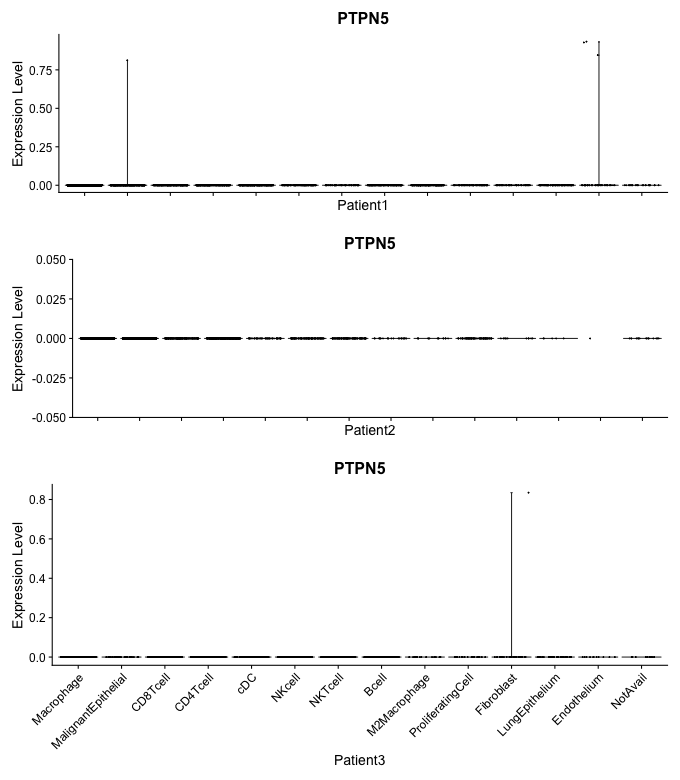 PTPN5
Expression Level
0.75
0.50
0.25
0.00
Patient1
PTPN5
Expression Level
0.050
0.025
0.000
-0.025
-0.050
Patient2
PTPN5
Expression Level
0.8
0.6
0.4
0.2
0.0
Macrophage
MalignantEpithelial
CD8Tcell
CD4Tcell
cDC
NKcell
NKTcell
Bcell
M2Macrophage
ProliferatingCell
Fibroblast
LungEpithelium
Endothelium
NotAvail
Patient3